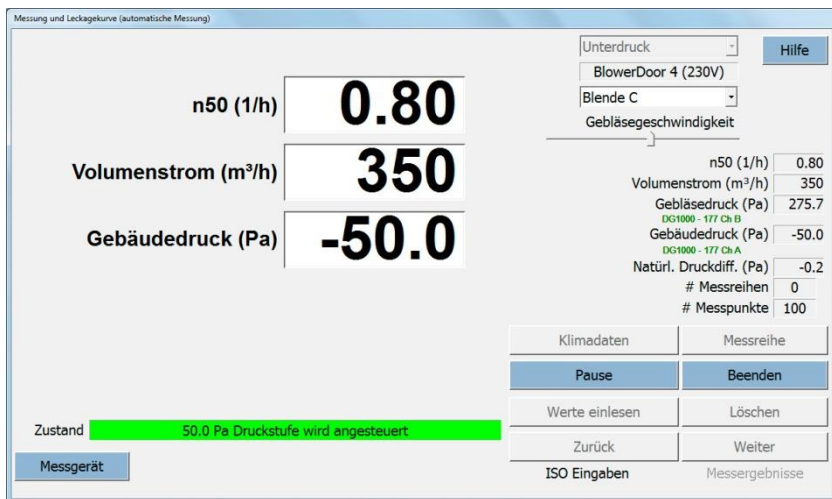 Messung und Leckagekurve (automatische Messung)
Unterdruck
Hilfe
BlowerDoor 4 (230V)
Blende C
Gebläsegeschwindigkeit
n50 (1/h) 0.80
Volumenstrom (m³/h) 350
Gebäudedruck (Pa) -50.0
n50 (1/h) 0.80
Volumenstrom (m³/h) 350
Gebläsedruck (Pa) 275.7
DG1000 - 177 Ch B
Gebäudedruck (Pa) -50.0
DG1000 - 177 Ch A
Natürl. Druckdiff. (Pa) -0.2
# Messreihen 0
# Messpunkte 100
Klimadaten Messreihe
Pause Beenden
Werte einlesen Löschen
Zustand 50.0 Pa Druckstufe wird angesteuert
Zurück Weiter
Messgerät
ISO Eingaben Messergebnisse